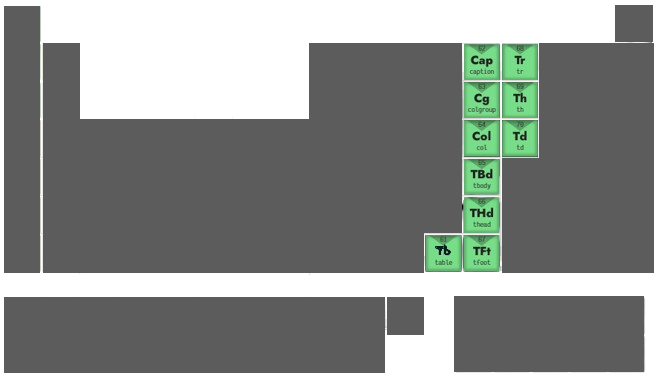 62
Cap
caption
68
Tr
tr
63
Cg
colgroup
69
Th
th
64
Col
col
70
Td
td
65
TBd
tbody
66
THd
thead
61
Tb
table
67
TFt
tfoot